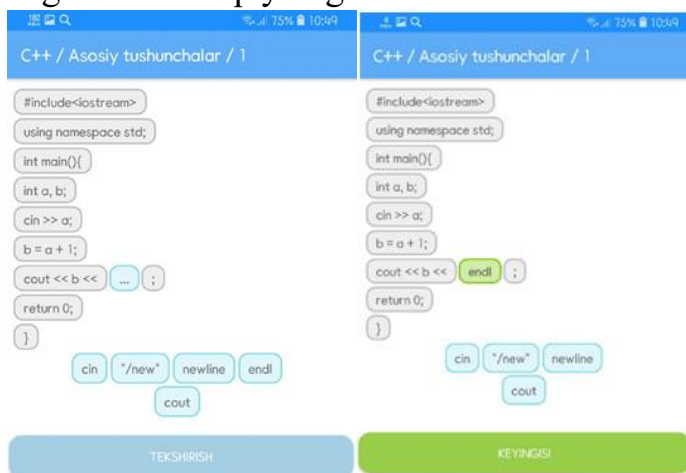 75% 10:49
C++ / Asosiy tushunchalar / 1
#include<iostream>
using namespace std;
int main(){
int a, b;
cin >> a;
b = a + 1;
cout << b << ... ;
return 0;
}
cin "/new" newline endl
cout
TEKSHIRISH
75% 10:49
C++ / Asosiy tushunchalar / 1
#include<iostream>
using namespace std;
int main(){
int a, b;
cin >> a;
b = a + 1;
cout << b << endl ;
return 0;
}
cin "/new" newline
cout
KEYINGISI